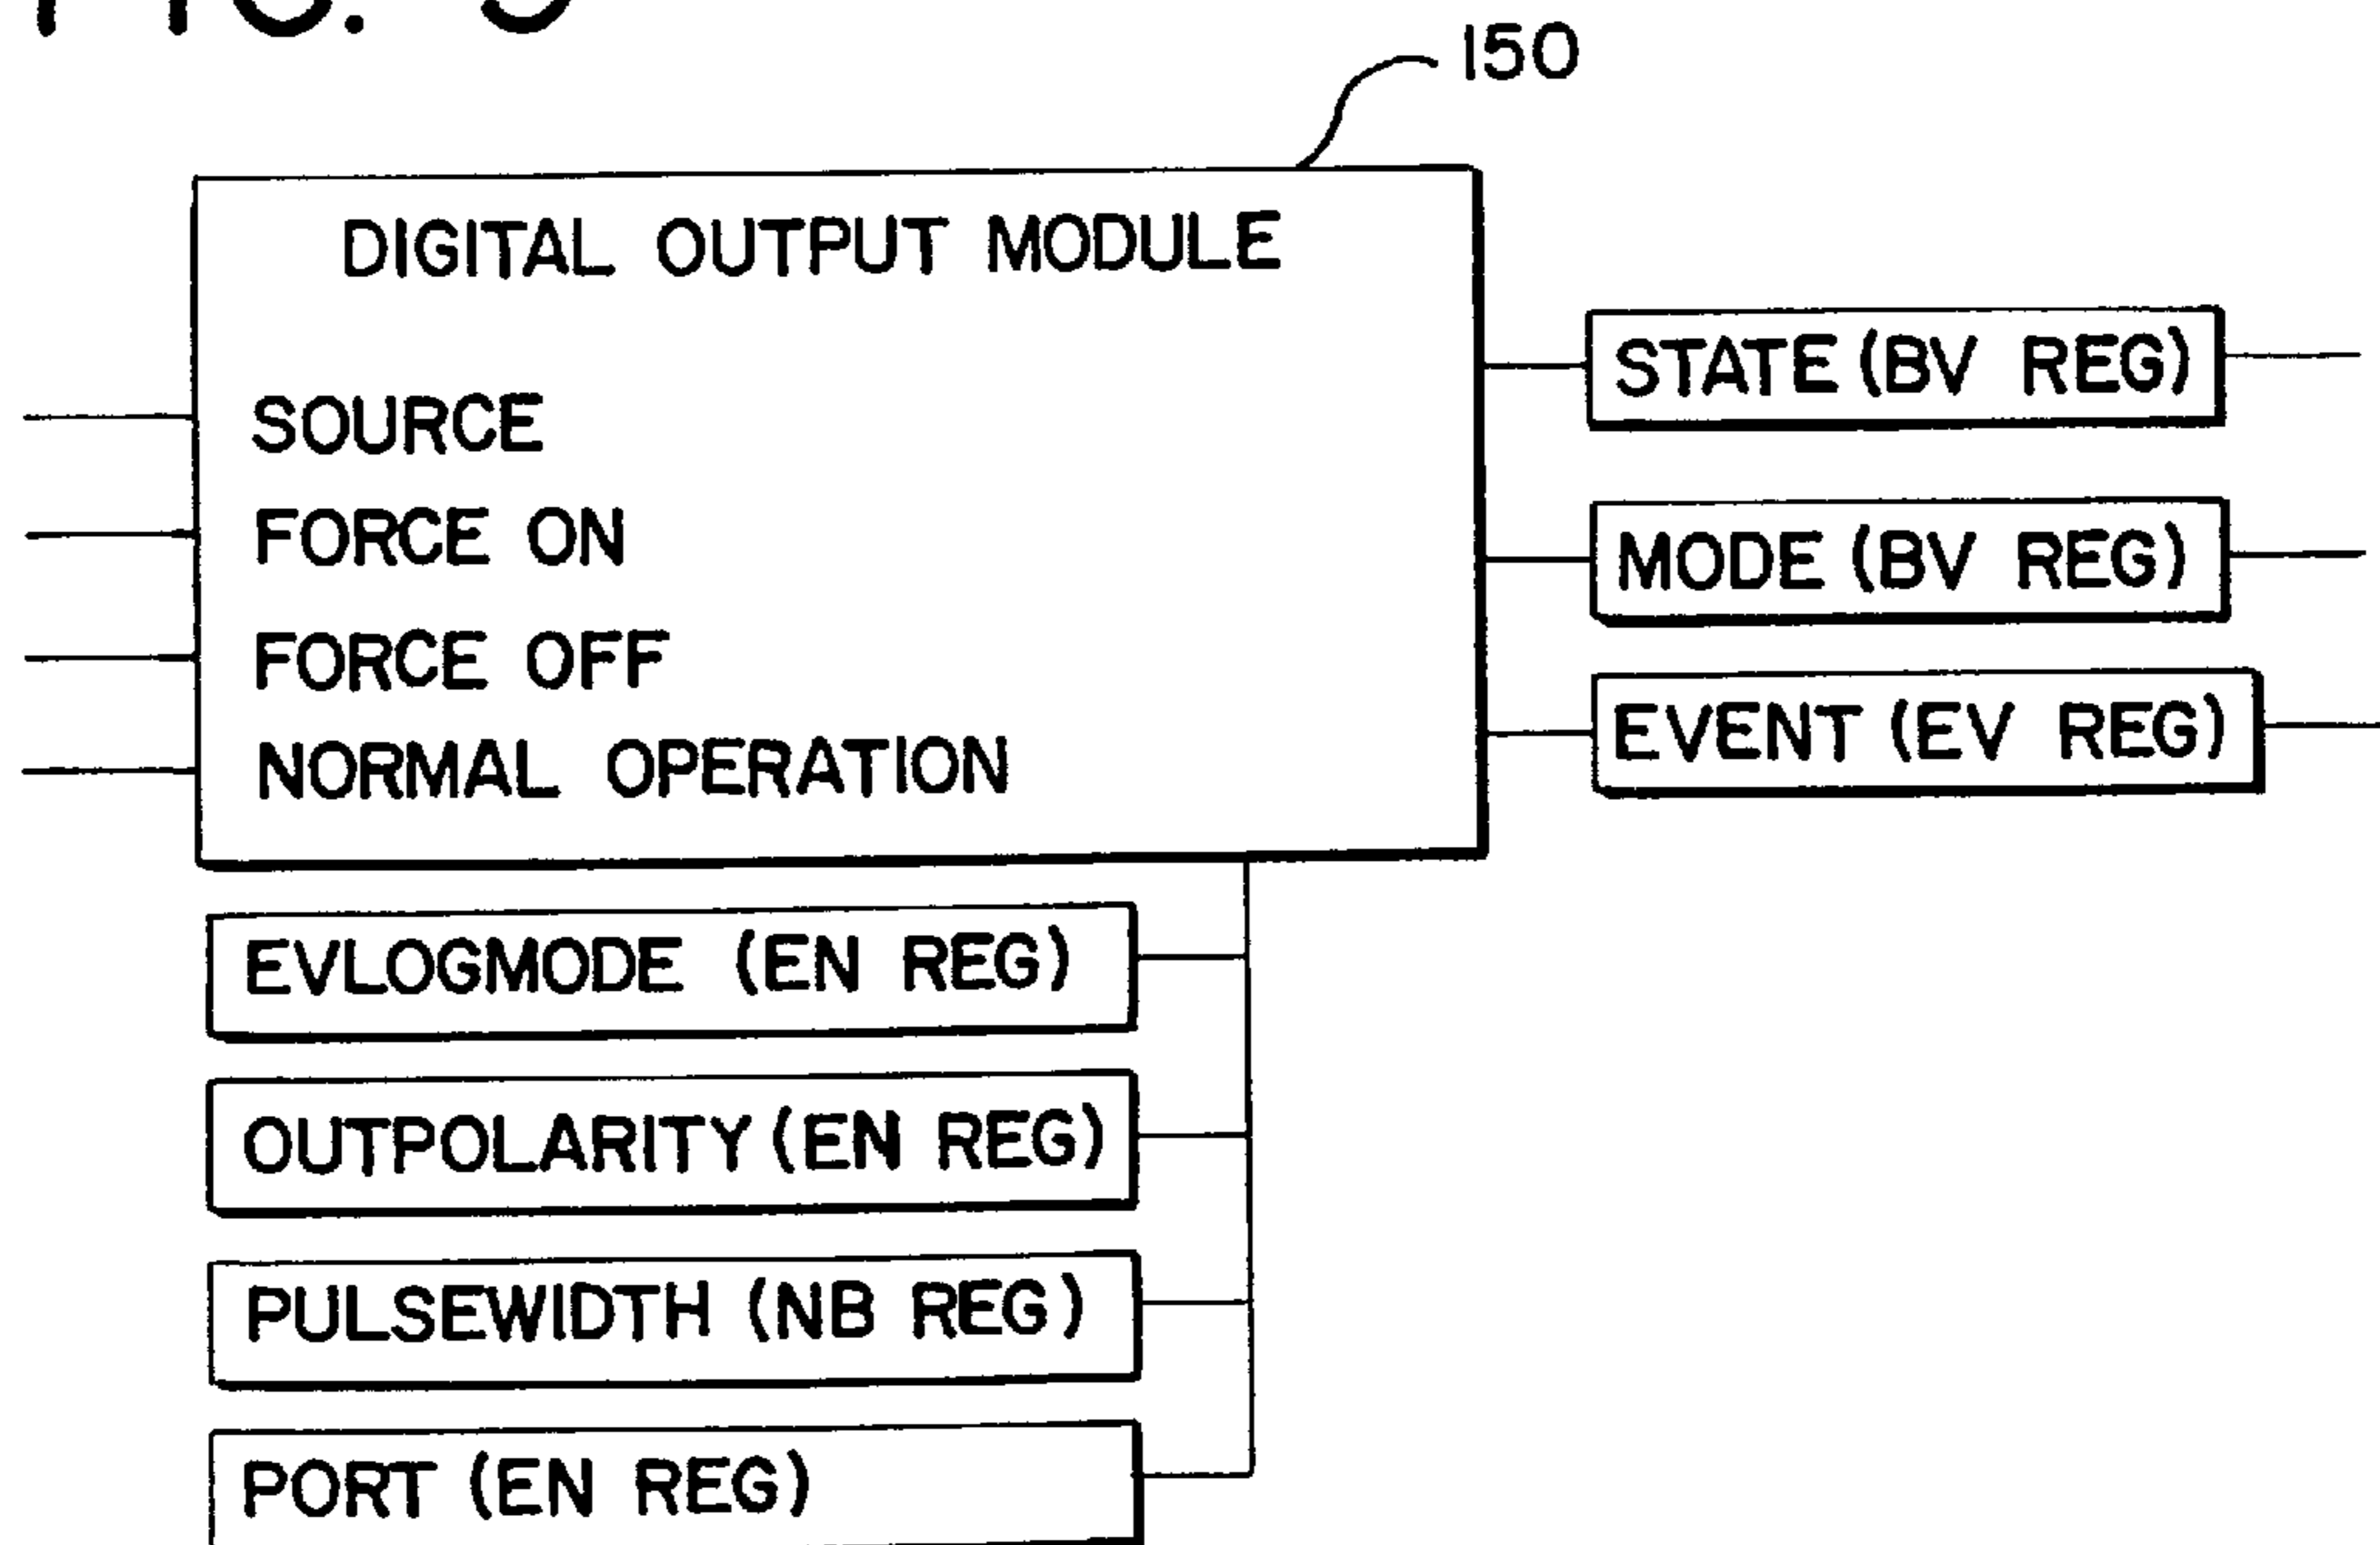 150
DIGITAL OUTPUT MODULE
SOURCE
FORCE ON
FORCE OFF
NORMAL OPERATION
STATE (BV REG)
MODE (BV REG)
EVENT (EV REG)
EVLOGMODE (EN REG)
OUTPOLARITY (EN REG)
PULSEWIDTH (NB REG)
PORT (EN REG)